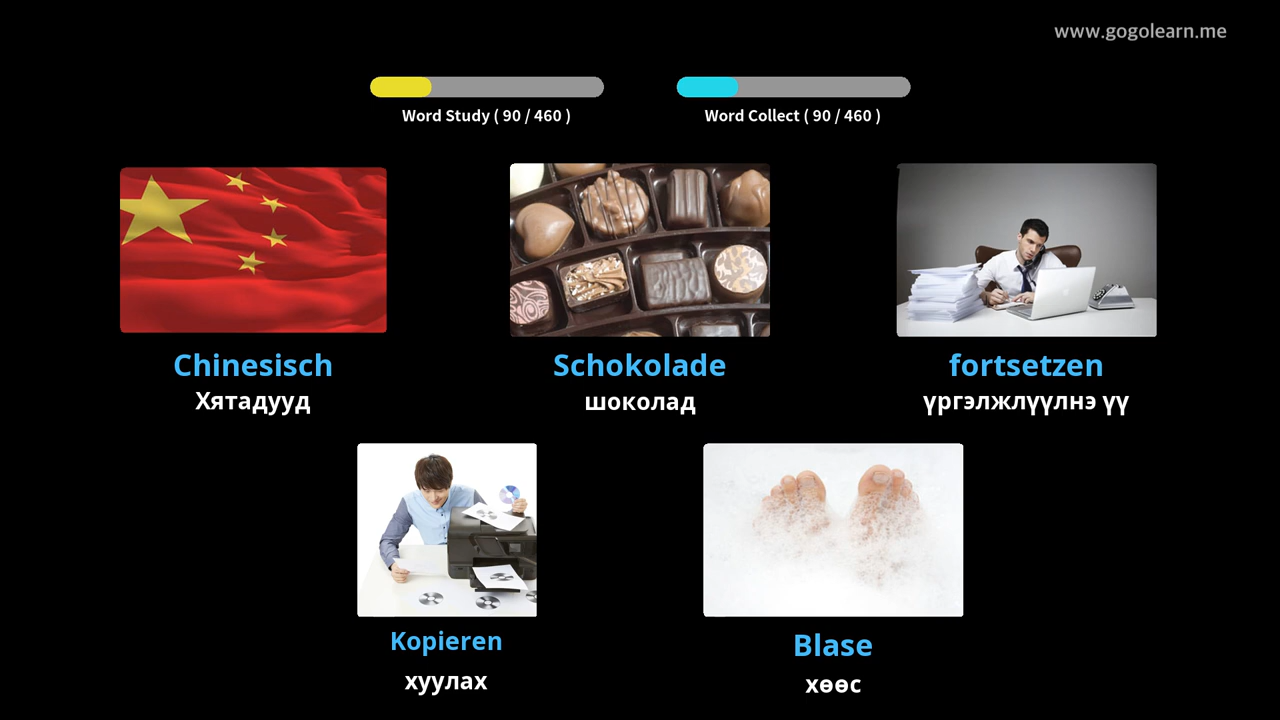 www.gogolearn.me
Word Study ( 90 / 460 )
Word Collect ( 90 / 460 )
Chinesisch
Хятадууд
Schokolade
шоколад
fortsetzen
үргэлжлүүлнэ үү
Kopieren
хуулах
Blase
хөөс